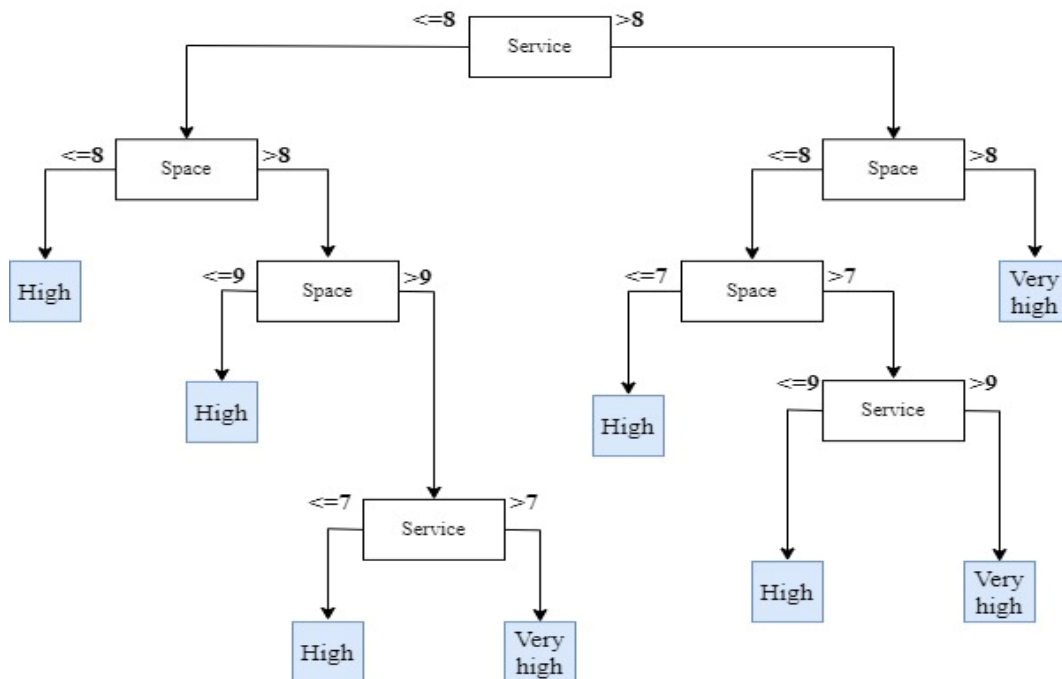 <=8 >8
Service
<=8 >8 <=8 >8
Space Space
<=9 >9 <=7 >7
High Space Space Very
high
<=9 >9
High High Service
<=7 >7
Service
High Very
high
High Very
high